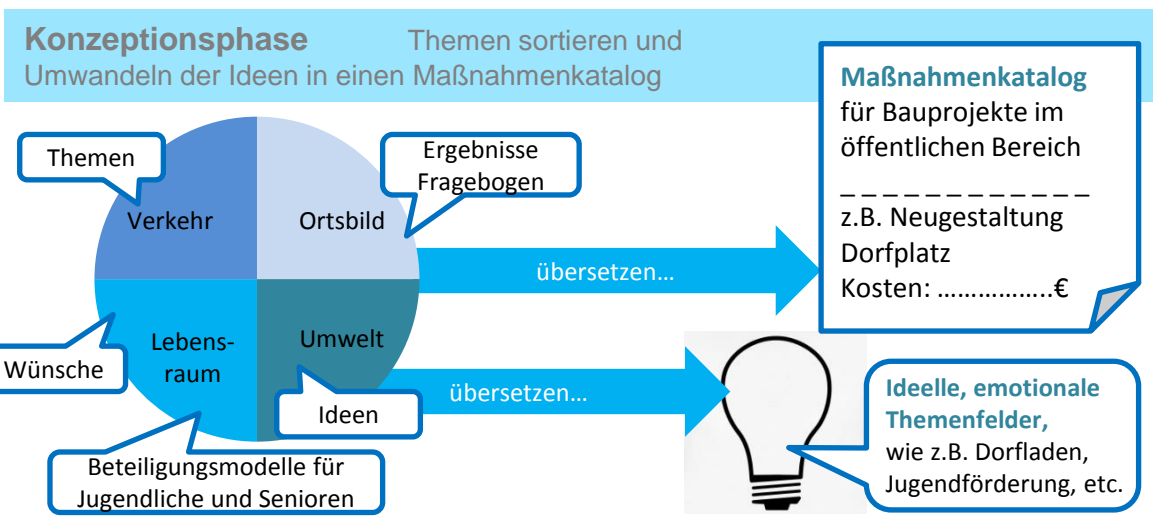 Konzeptionsphase Themen sortieren und
Umwandeln der Ideen in einen Maßnahmenkatalog
Maßnahmenkatalog
für Bauprojekte im
öffentlichen Bereich
_ _ _ _ _ _ _ _ _ _ _ _
z.B. Neugestaltung
Dorfplatz
Kosten: ……………..€
Themen
Ergebnisse
Fragebogen
Verkehr
Ortsbild
übersetzen…
Lebens-
raum
Umwelt
Wünsche
Ideen
übersetzen…
Beteiligungsmodelle für
Jugendliche und Senioren
Ideelle, emotionale
Themenfelder,
wie z.B. Dorfladen,
Jugendförderung, etc.